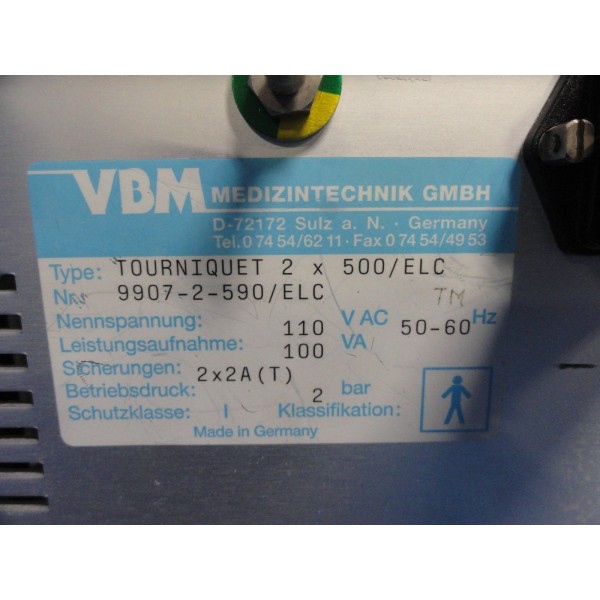 VBM MEDIZINTECHNIK GMBH
D-72172 Sulz a. N. · Germany
Tel. 0 74 54/62 11 · Fax 0 74 54/49 53
Type: TOURNIQUET 2 x 500/ELC
Nr.: 9907-2-590/ELC TM
Nennspannung: 110 V AC 50-60 Hz
Leistungsaufnahme: 100 VA
Sicherungen: 2x2A(T)
Betriebsdruck: 2 bar
Schutzklasse: I Klassifikation:
Made in Germany